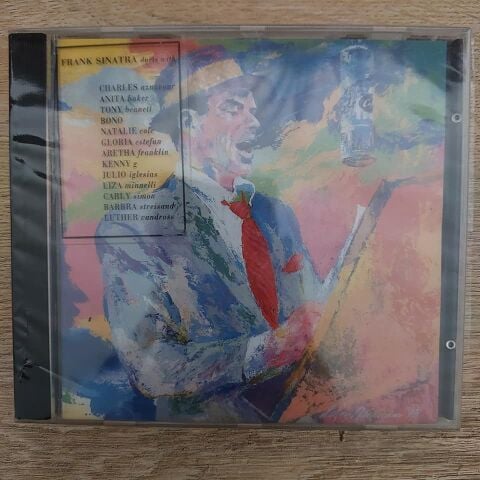 FRANK SINATRA duets with
CHARLES aznavour
ANITA baker
TONY bennett
BONO
NATALIE cole
GLORIA estefan
ARETHA franklin
KENNY g
JULIO iglesias
LIZA minnelli
CARLY simon
BARBRA streisand
LUTHER vandross